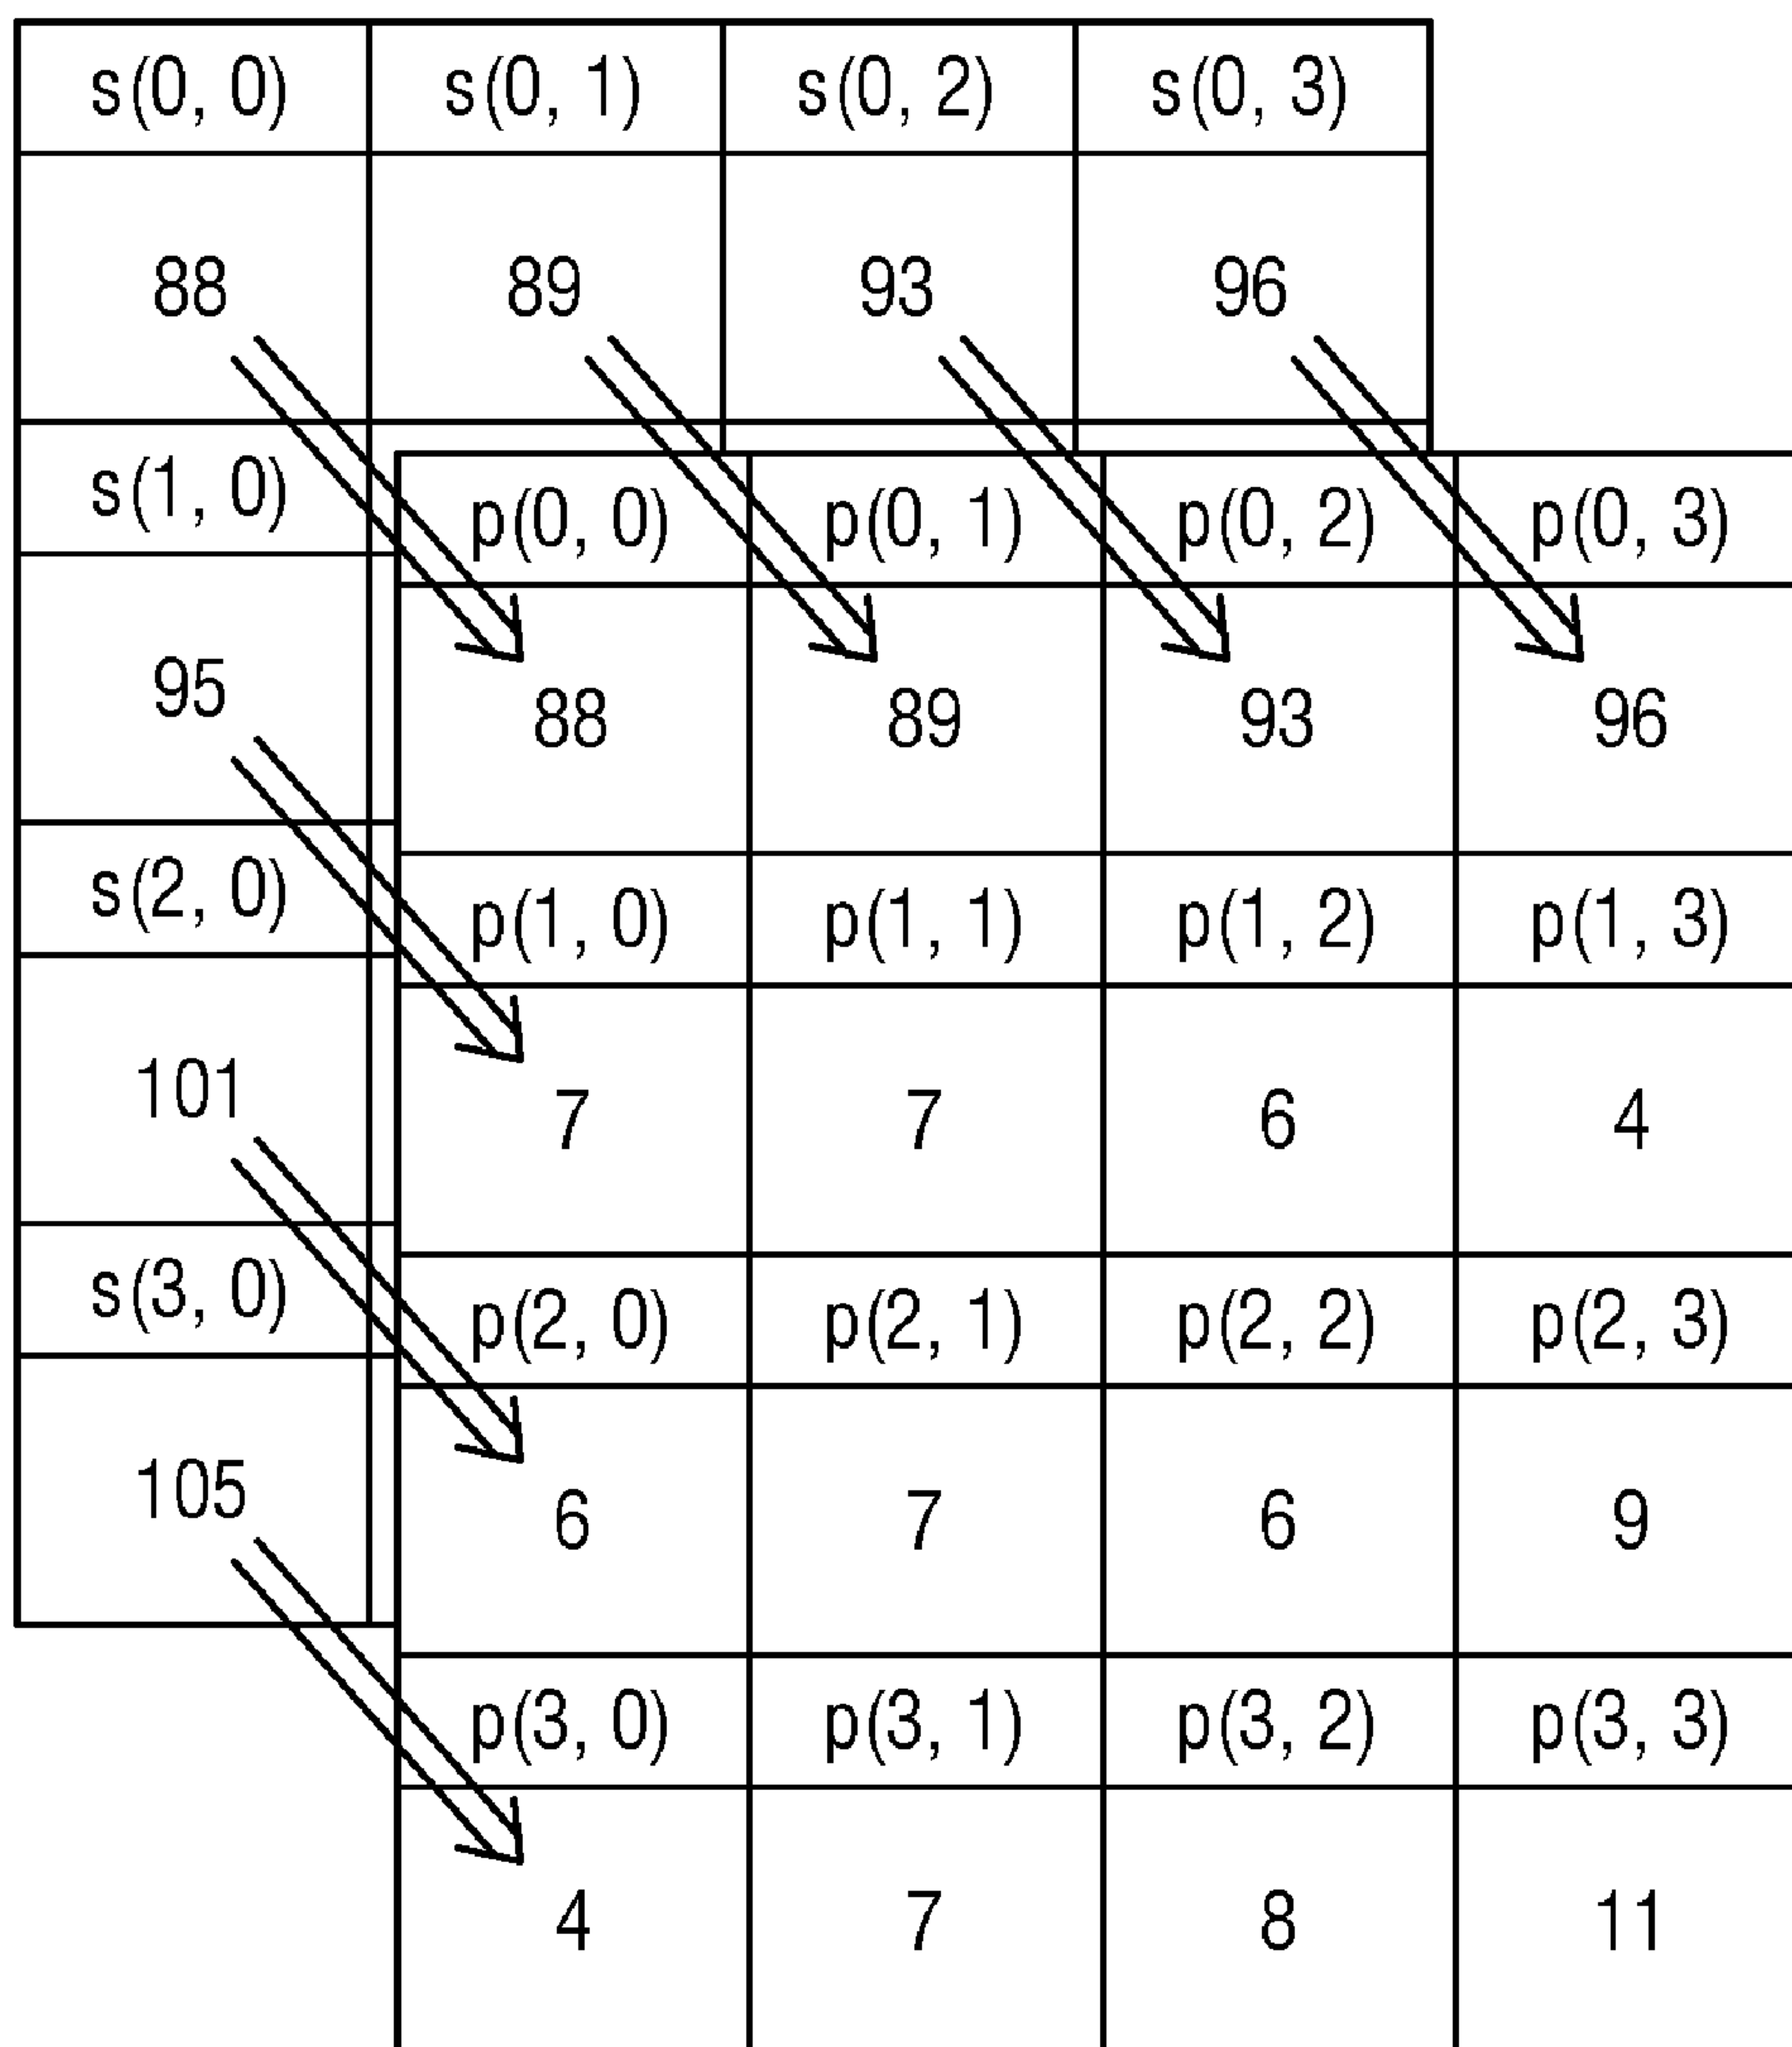 s(0, 0) s(0, 1) s(0, 2) s(0, 3)
88 89 93 96
s(1, 0) p(0, 0) p(0, 1) p(0, 2) p(0, 3)
95 88 89 93 96
s(2, 0) p(1, 0) p(1, 1) p(1, 2) p(1, 3)
101 7 7 6 4
s(3, 0) p(2, 0) p(2, 1) p(2, 2) p(2, 3)
105 6 7 6 9
p(3, 0) p(3, 1) p(3, 2) p(3, 3)
4 7 8 11